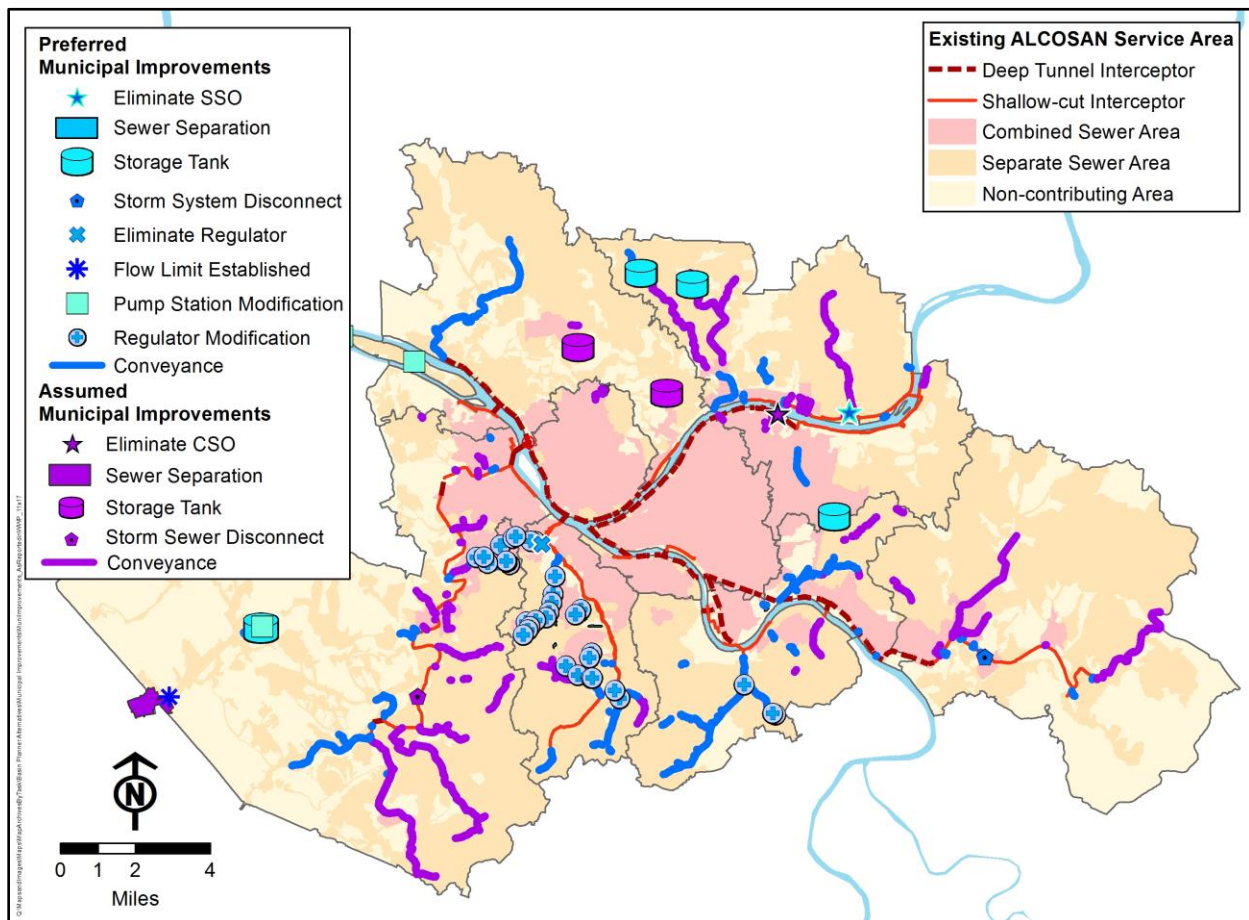 Preferred
Municipal Improvements
Eliminate SSO
Sewer Separation
Storage Tank
Storm System Disconnect
Eliminate Regulator
Flow Limit Established
Pump Station Modification
Regulator Modification
Conveyance
Assumed
Municipal Improvements
Eliminate CSO
Sewer Separation
Storage Tank
Storm Sewer Disconnect
Conveyance
Existing ALCOSAN Service Area
Deep Tunnel Interceptor
Shallow-cut Interceptor
Combined Sewer Area
Separate Sewer Area
Non-contributing Area
N
0 1 2 4
Miles